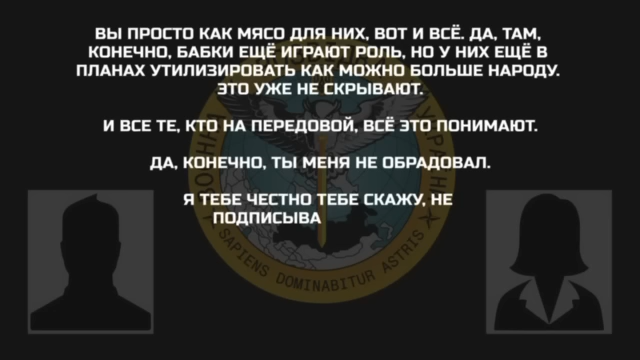 ВЫ ПРОСТО КАК МЯСО ДЛЯ НИХ, ВОТ И ВСЁ. ДА, ТАМ,
КОНЕЧНО, БАБКИ ЕЩЁ ИГРАЮТ РОЛЬ, НО У НИХ ЕЩЁ В
ПЛАНАХ УТИЛИЗИРОВАТЬ КАК МОЖНО БОЛЬШЕ НАРОДУ.
ЭТО УЖЕ НЕ СКРЫВАЮТ.
И ВСЕ ТЕ, КТО НА ПЕРЕДОВОЙ, ВСЁ ЭТО ПОНИМАЮТ.
ДА, КОНЕЧНО, ТЫ МЕНЯ НЕ ОБРАДОВАЛ.
Я ТЕБЕ ЧЕСТНО ТЕБЕ СКАЖУ, НЕ
ПОДПИСЫВА
SAPIENS DOMINABITUR ASTRIS